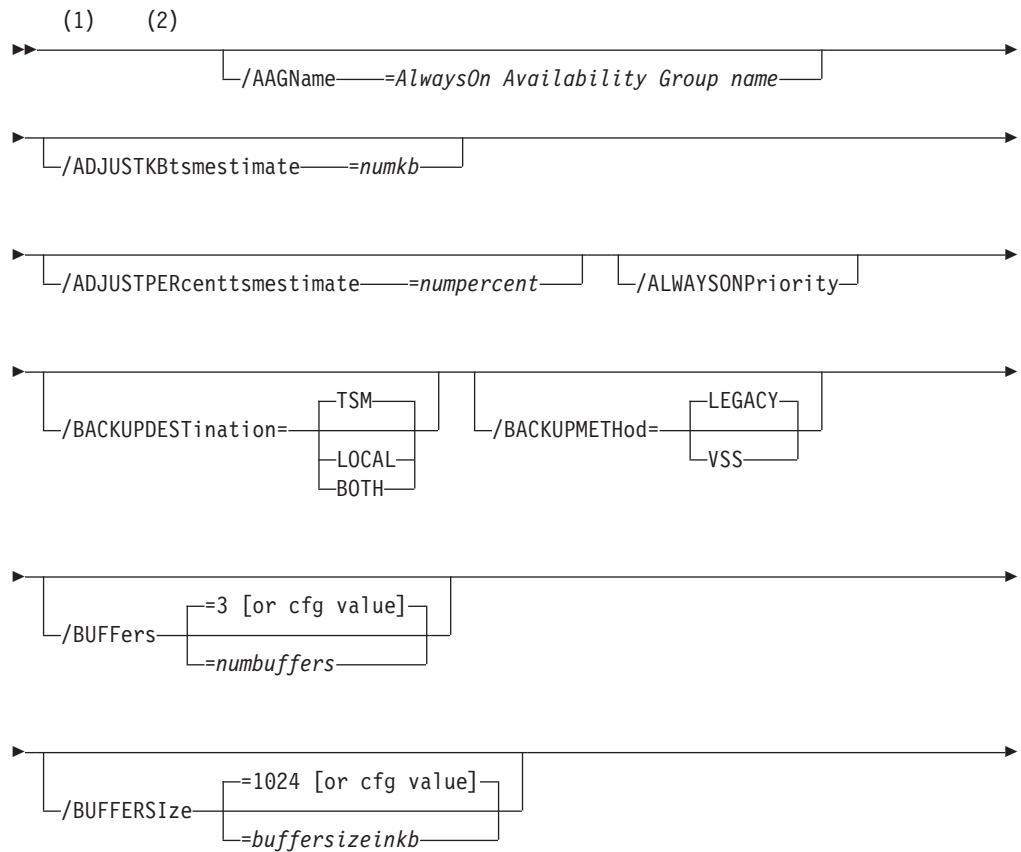 (1) (2)
/AAGName =AlwaysOn Availability Group name
/ADJUSTKBtsmestimate =numkb
/ADJUSTPERcenttsmestimate =numpercent /ALWAYSONPriority
TSM LEGACY
/BACKUPDESTination= /BACKUPMETHod=
LOCAL VSS
BOTH
=3 [or cfg value]
/BUFFers
=numbuffers
=1024 [or cfg value]
/BUFFERSIze
=buffersizeinkb